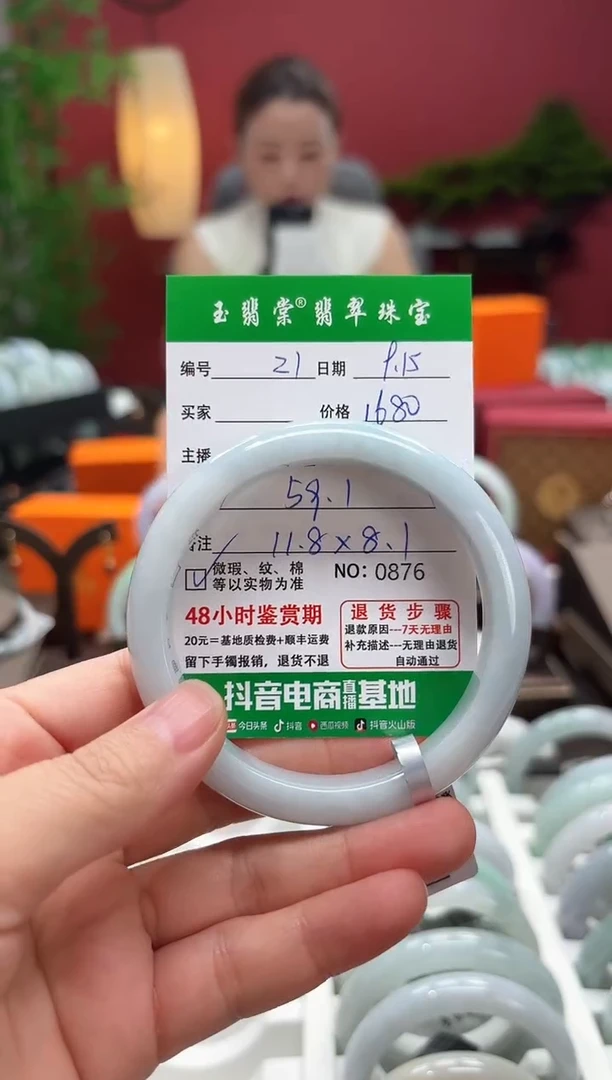 玉翡棠®翡翠珠宝
编号 21 日期 9.15
买家 价格 1680
主播
59.1
备注 11.8×8.1
微瑕、纹、棉
等以实物为准
NO: 0876
48小时鉴赏期
20元=基地质检费+顺丰运费
留下手镯报销，退货不退
退货步骤
退款原因---7天无理由
补充描述---无理由退货
自动通过
抖音电商直播基地
今日头条 抖音 西瓜视频 抖音火山版